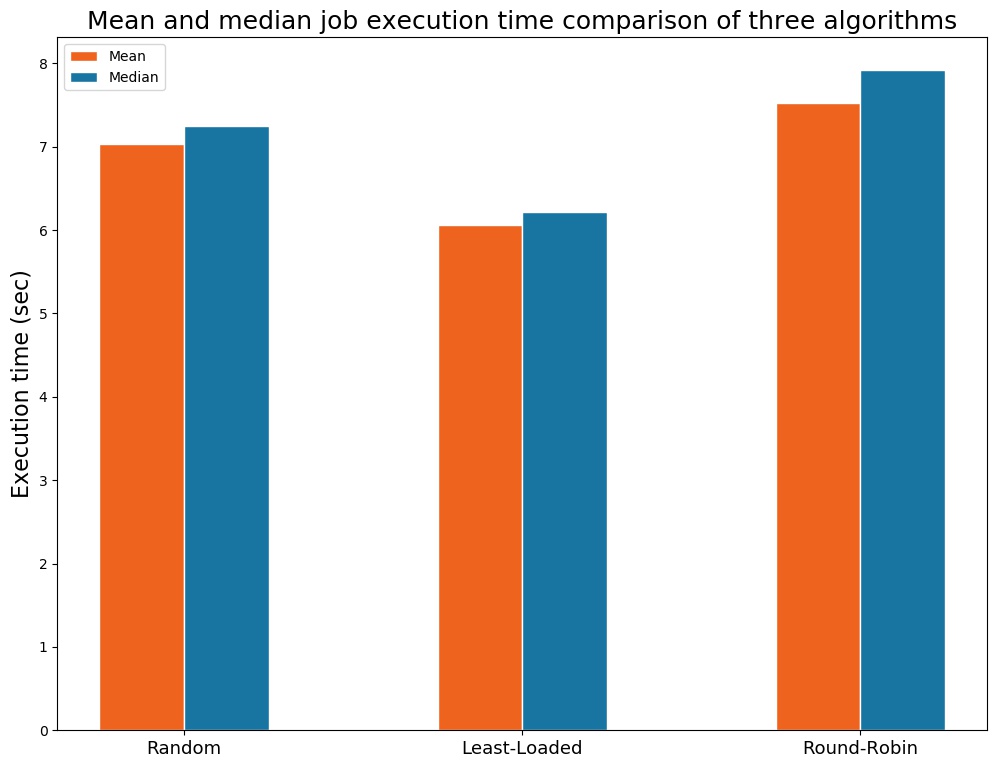 Mean and median job execution time comparison of three algorithms
Mean
Median
Execution time (sec)
8
7
6
5
4
3
2
1
0
Random
Least-Loaded
Round-Robin